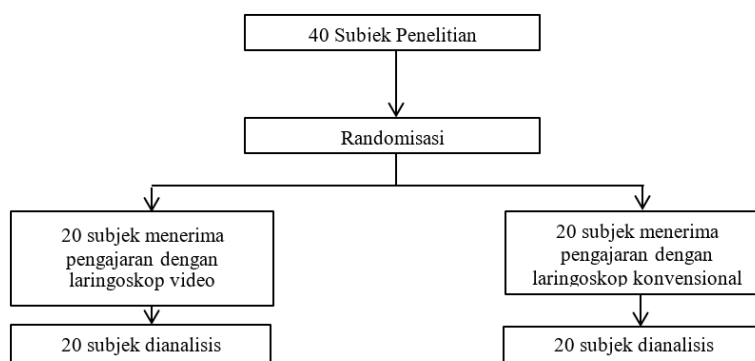 40 Subjek Penelitian
Randomisasi
20 subjek menerima
pengajaran dengan
laringoskop video
20 subjek menerima
pengajaran dengan
laringoskop konvensional
20 subjek dianalisis
20 subjek dianalisis